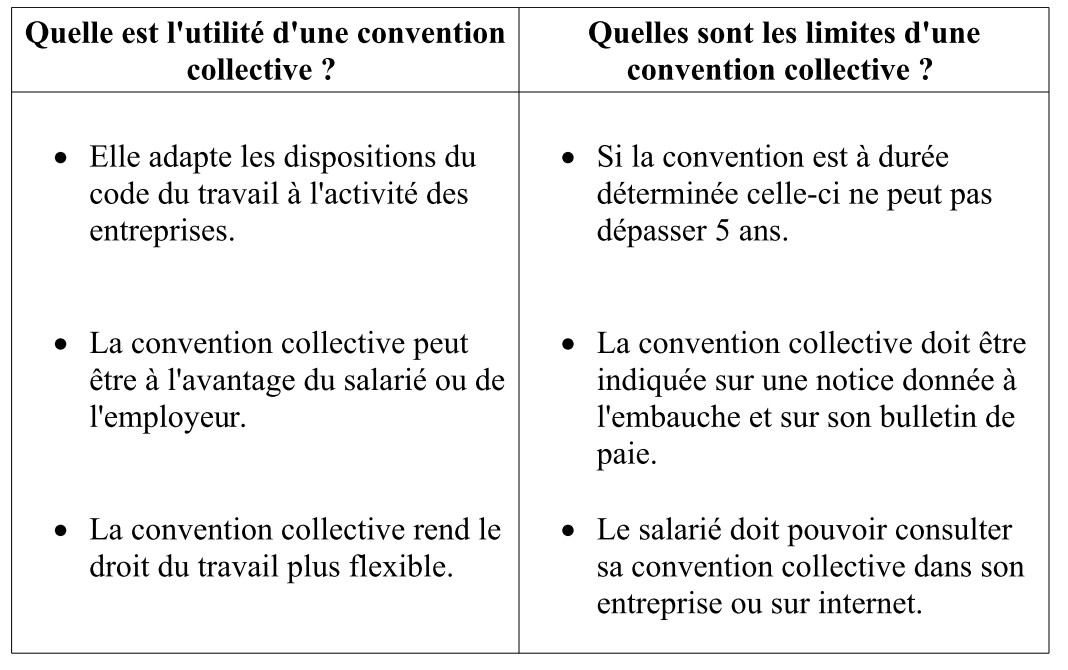 Quelle est l'utilité d'une convention
collective ?
Quelles sont les limites d'une
convention collective ?
• Elle adapte les dispositions du
code du travail à l'activité des
entreprises.
• La convention collective peut
être à l'avantage du salarié ou de
l'employeur.
• La convention collective rend le
droit du travail plus flexible.
• Si la convention est à durée
déterminée celle-ci ne peut pas
dépasser 5 ans.
• La convention collective doit être
indiquée sur une notice donnée à
l'embauche et sur son bulletin de
paie.
• Le salarié doit pouvoir consulter
sa convention collective dans son
entreprise ou sur internet.